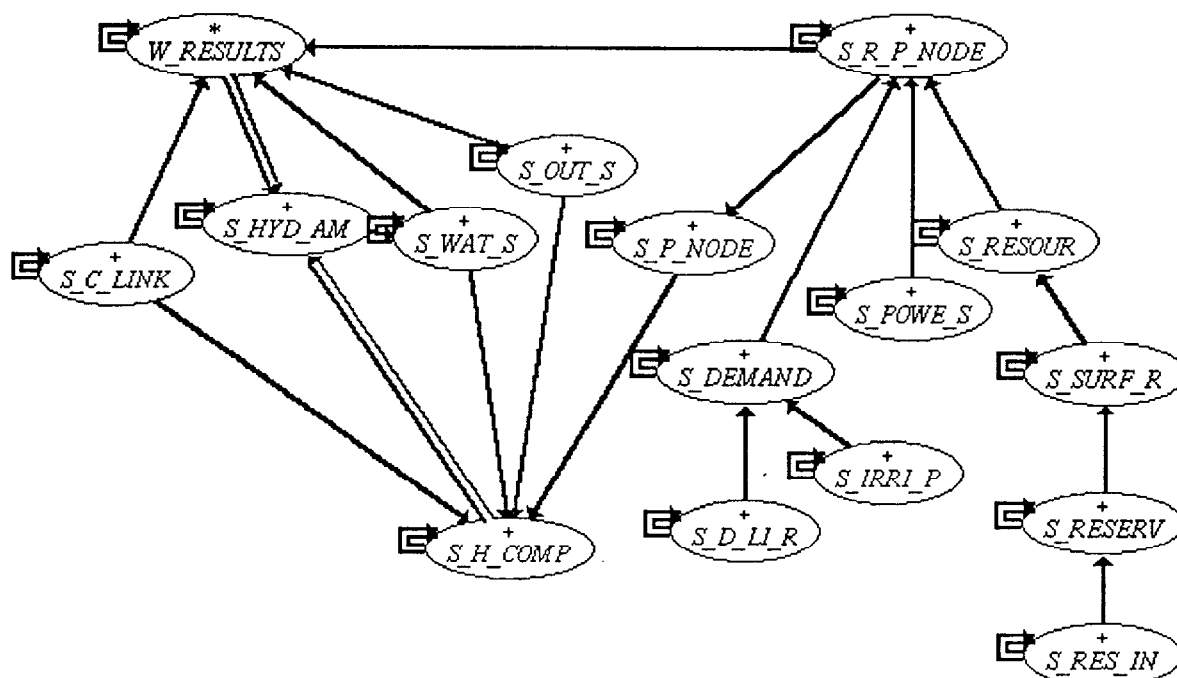 *
W_RESULTS
+
S_R_P_NODE
+
S_OUT_S
+
S_HYD_AM
+
S_WAT_S
+
S_P_NODE
+
S_RESOUR
+
S_C_LINK
+
S_POWE_S
+
S_DEMAND
+
S_SURF_R
+
S_IRRI_P
+
S_H_COMP
+
S_D_LI_R
+
S_RESERV
+
S_RES_IN